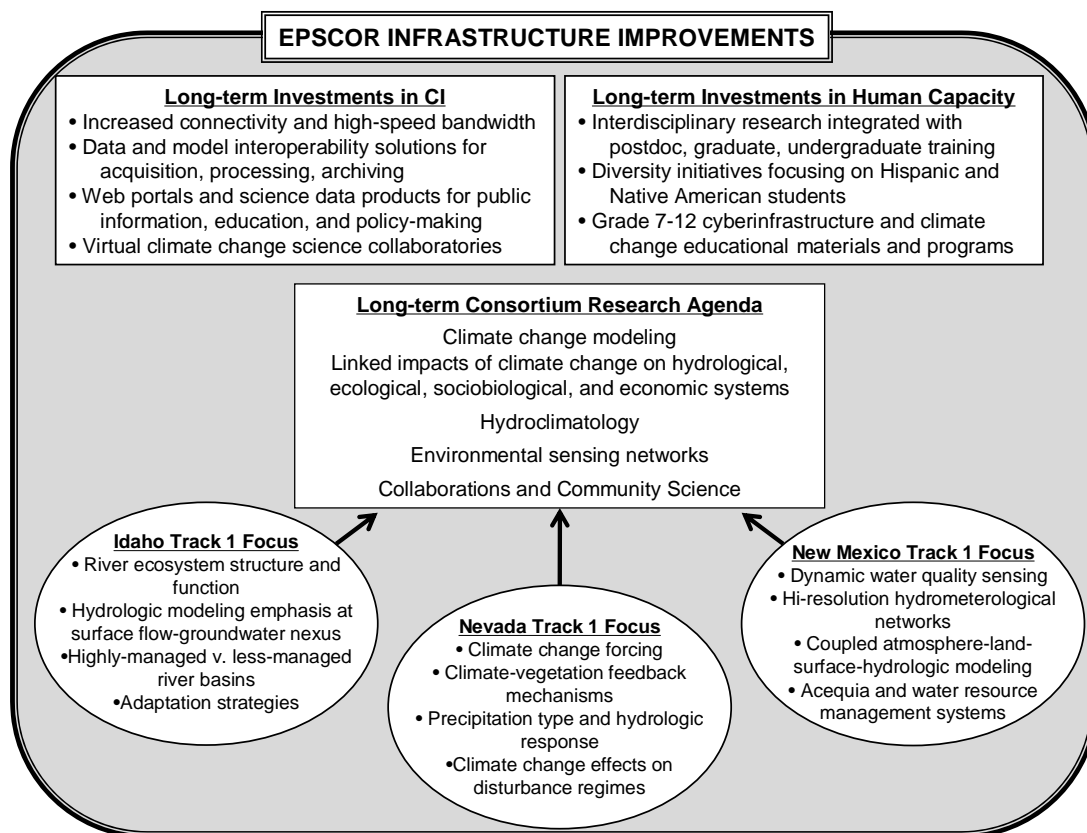 EPSCOR INFRASTRUCTURE IMPROVEMENTS
Long-term Investments in CI
• Increased connectivity and high-speed bandwidth
• Data and model interoperability solutions for
acquisition, processing, archiving
• Web portals and science data products for public
information, education, and policy-making
• Virtual climate change science collaboratories
Long-term Investments in Human Capacity
• Interdisciplinary research integrated with
postdoc, graduate, undergraduate training
• Diversity initiatives focusing on Hispanic and
Native American students
• Grade 7-12 cyberinfrastructure and climate
change educational materials and programs
Long-term Consortium Research Agenda
Climate change modeling
Linked impacts of climate change on hydrological,
ecological, sociobiological, and economic systems
Hydroclimatology
Environmental sensing networks
Collaborations and Community Science
Idaho Track 1 Focus
• River ecosystem structure and
function
• Hydrologic modeling emphasis at
surface flow-groundwater nexus
•Highly-managed v. less-managed
river basins
•Adaptation strategies
Nevada Track 1 Focus
• Climate change forcing
• Climate-vegetation feedback
mechanisms
• Precipitation type and hydrologic
response
•Climate change effects on
disturbance regimes
New Mexico Track 1 Focus
• Dynamic water quality sensing
• Hi-resolution hydrometerological
networks
• Coupled atmosphere-land-
surface-hydrologic modeling
• Acequia and water resource
management systems